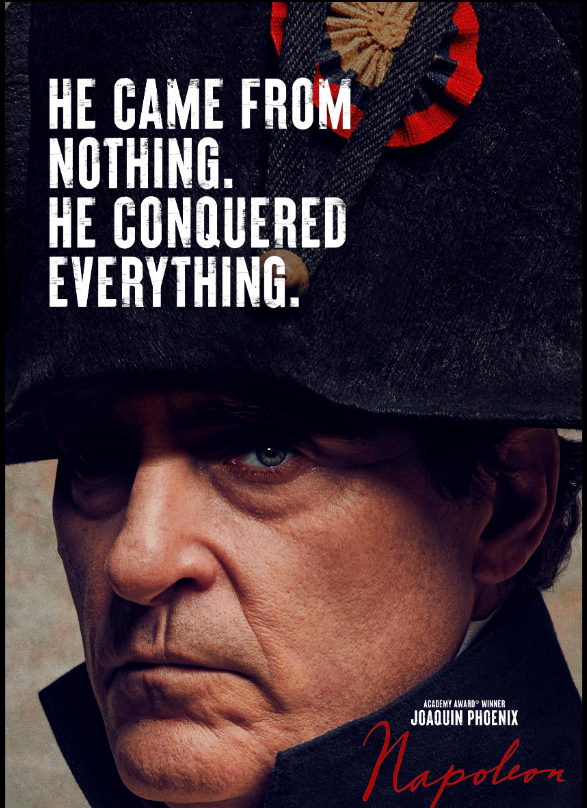 HE CAME FROM
NOTHING.
HE CONQUERED
EVERYTHING.
ACADEMY AWARD® WINNER
JOAQUIN PHOENIX
Napoleon